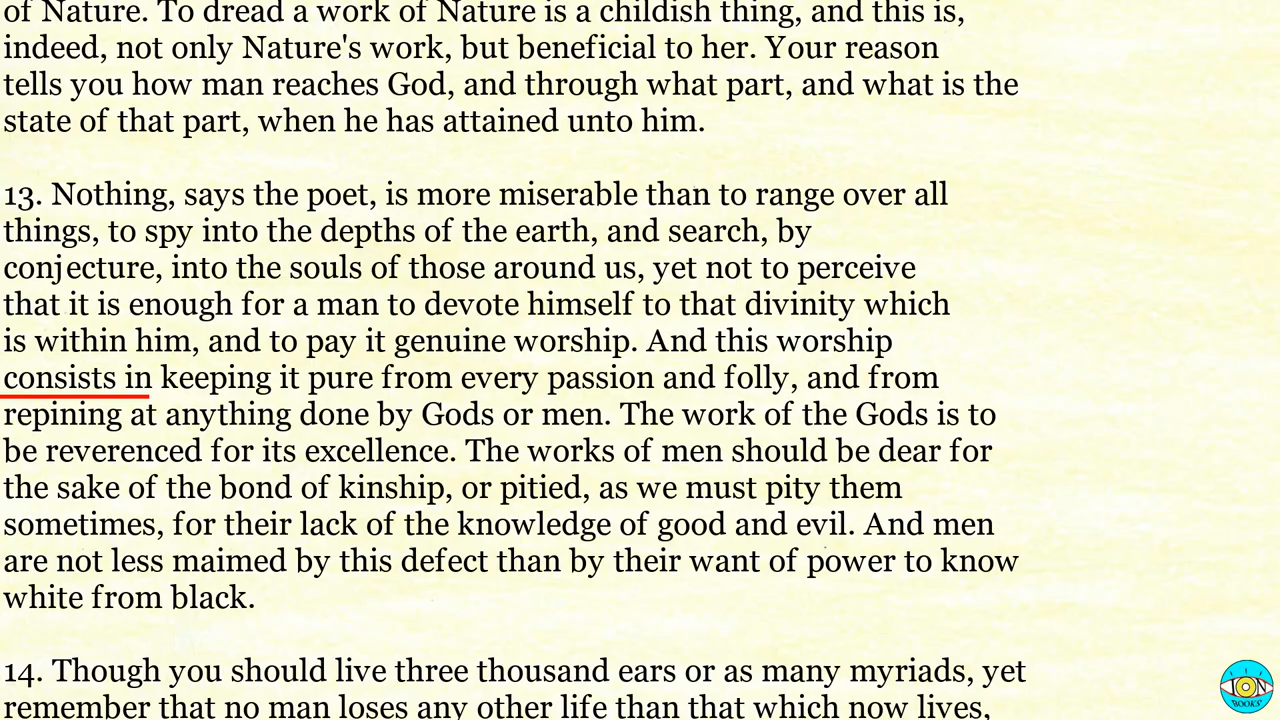 of Nature. To dread a work of Nature is a childish thing, and this is,
indeed, not only Nature's work, but beneficial to her. Your reason
tells you how man reaches God, and through what part, and what is the
state of that part, when he has attained unto him.
13. Nothing, says the poet, is more miserable than to range over all
things, to spy into the depths of the earth, and search, by
conjecture, into the souls of those around us, yet not to perceive
that it is enough for a man to devote himself to that divinity which
is within him, and to pay it genuine worship. And this worship
consists in keeping it pure from every passion and folly, and from
repining at anything done by Gods or men. The work of the Gods is to
be reverenced for its excellence. The works of men should be dear for
the sake of the bond of kinship, or pitied, as we must pity them
sometimes, for their lack of the knowledge of good and evil. And men
are not less maimed by this defect than by their want of power to know
white from black.
14. Though you should live three thousand ears or as many myriads, yet
remember that no man loses any other life than that which now lives,
ION
BOOKS